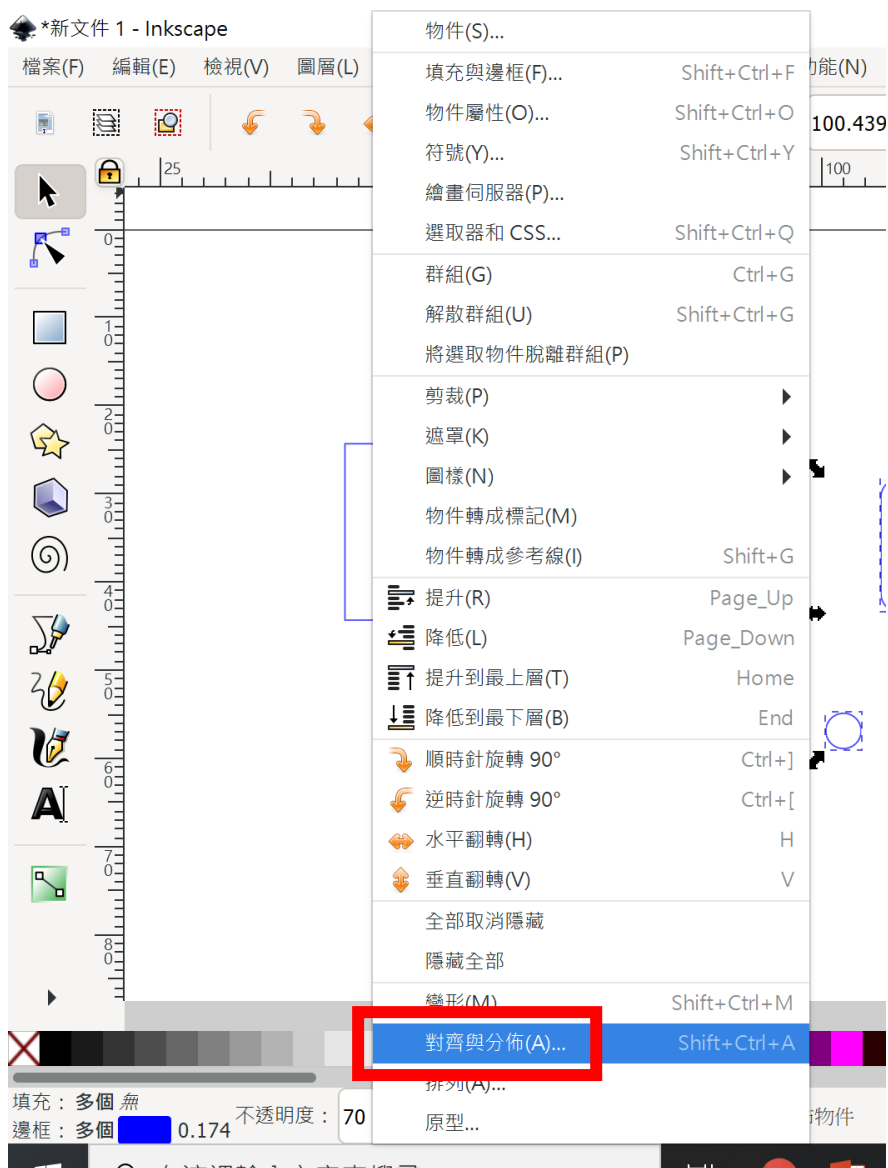 *新文件 1 - Inkscape
檔案(F) 編輯(E) 檢視(V) 圖層(L)
能(N)
100.439
25
100
0
10
20
30
40
50
60
70
80
物件(S)...
填充與邊框(F)... Shift+Ctrl+F
物件屬性(O)... Shift+Ctrl+O
符號(Y)... Shift+Ctrl+Y
繪畫伺服器(P)...
選取器和 CSS... Shift+Ctrl+Q
群組(G) Ctrl+G
解散群組(U) Shift+Ctrl+G
將選取物件脫離群組(P)
剪裁(P)
遮罩(K)
圖樣(N)
物件轉成標記(M)
物件轉成參考線(I) Shift+G
提升(R) Page_Up
降低(L) Page_Down
提升到最上層(T) Home
降低到最下層(B) End
順時針旋轉 90° Ctrl+]
逆時針旋轉 90° Ctrl+[
水平翻轉(H) H
垂直翻轉(V) V
全部取消隱藏
隱藏全部
變形(M)... Shift+Ctrl+M
對齊與分佈(A)... Shift+Ctrl+A
排列(A)...
原型...
填充： 多個 無
邊框： 多個 0.174
不透明度： 70
物件